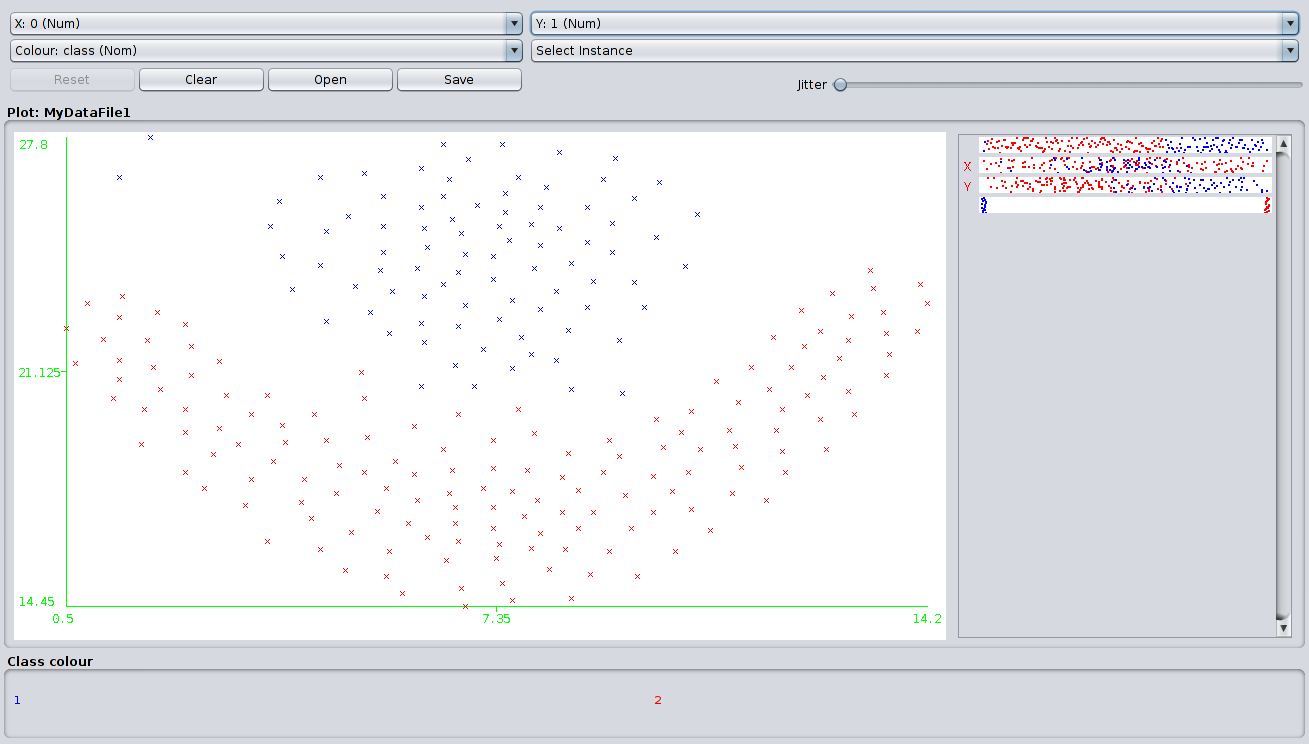 X: 0 (Num) Y: 1 (Num)
Colour: class (Nom) Select Instance
Reset Clear Open Save Jitter
Plot: MyDataFile1
27.8
X
Y
21.125
14.45
0.5 7.35 14.2
Class colour
1 2